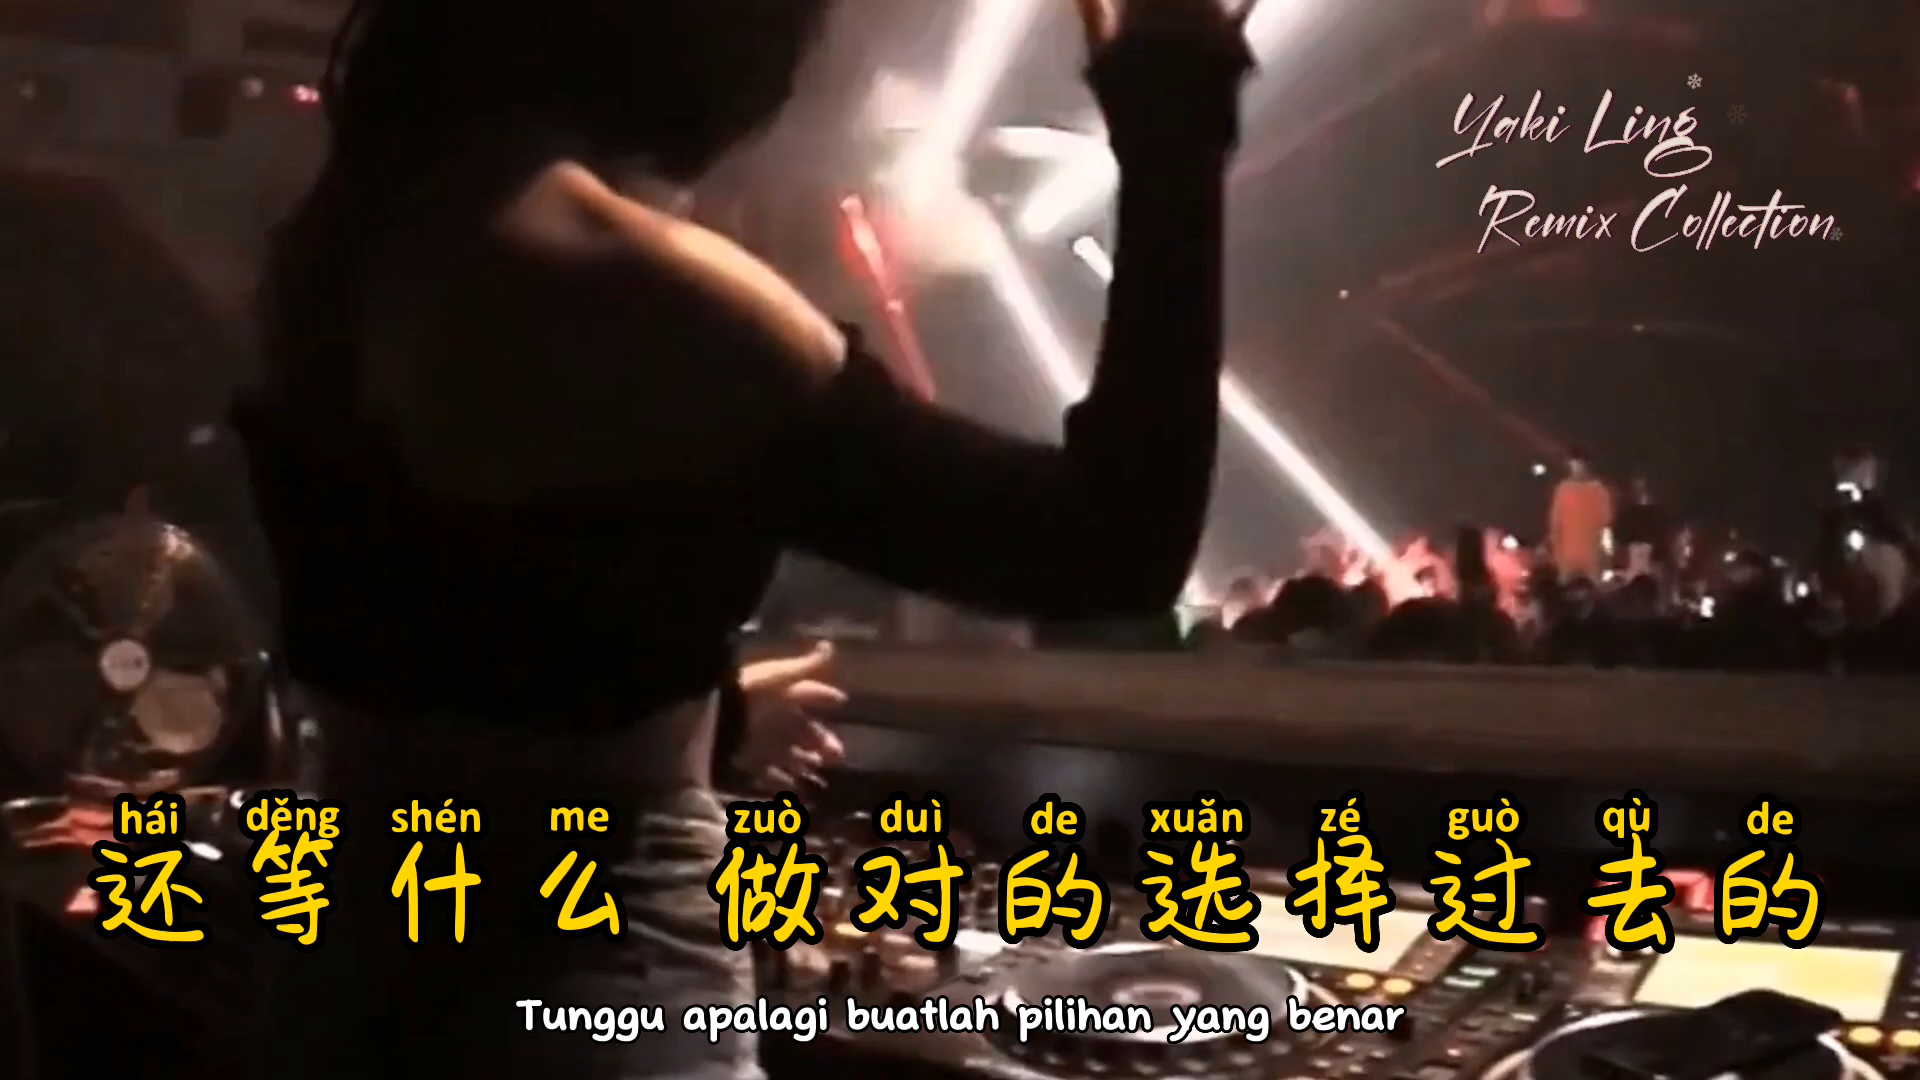 Yaki Ling
Remix Collection
hái děng shén me zuò duì de xuǎn zé guò qù de
还等什么 做对的选择过去的
Tunggu apalagi buatlah pilihan yang benar